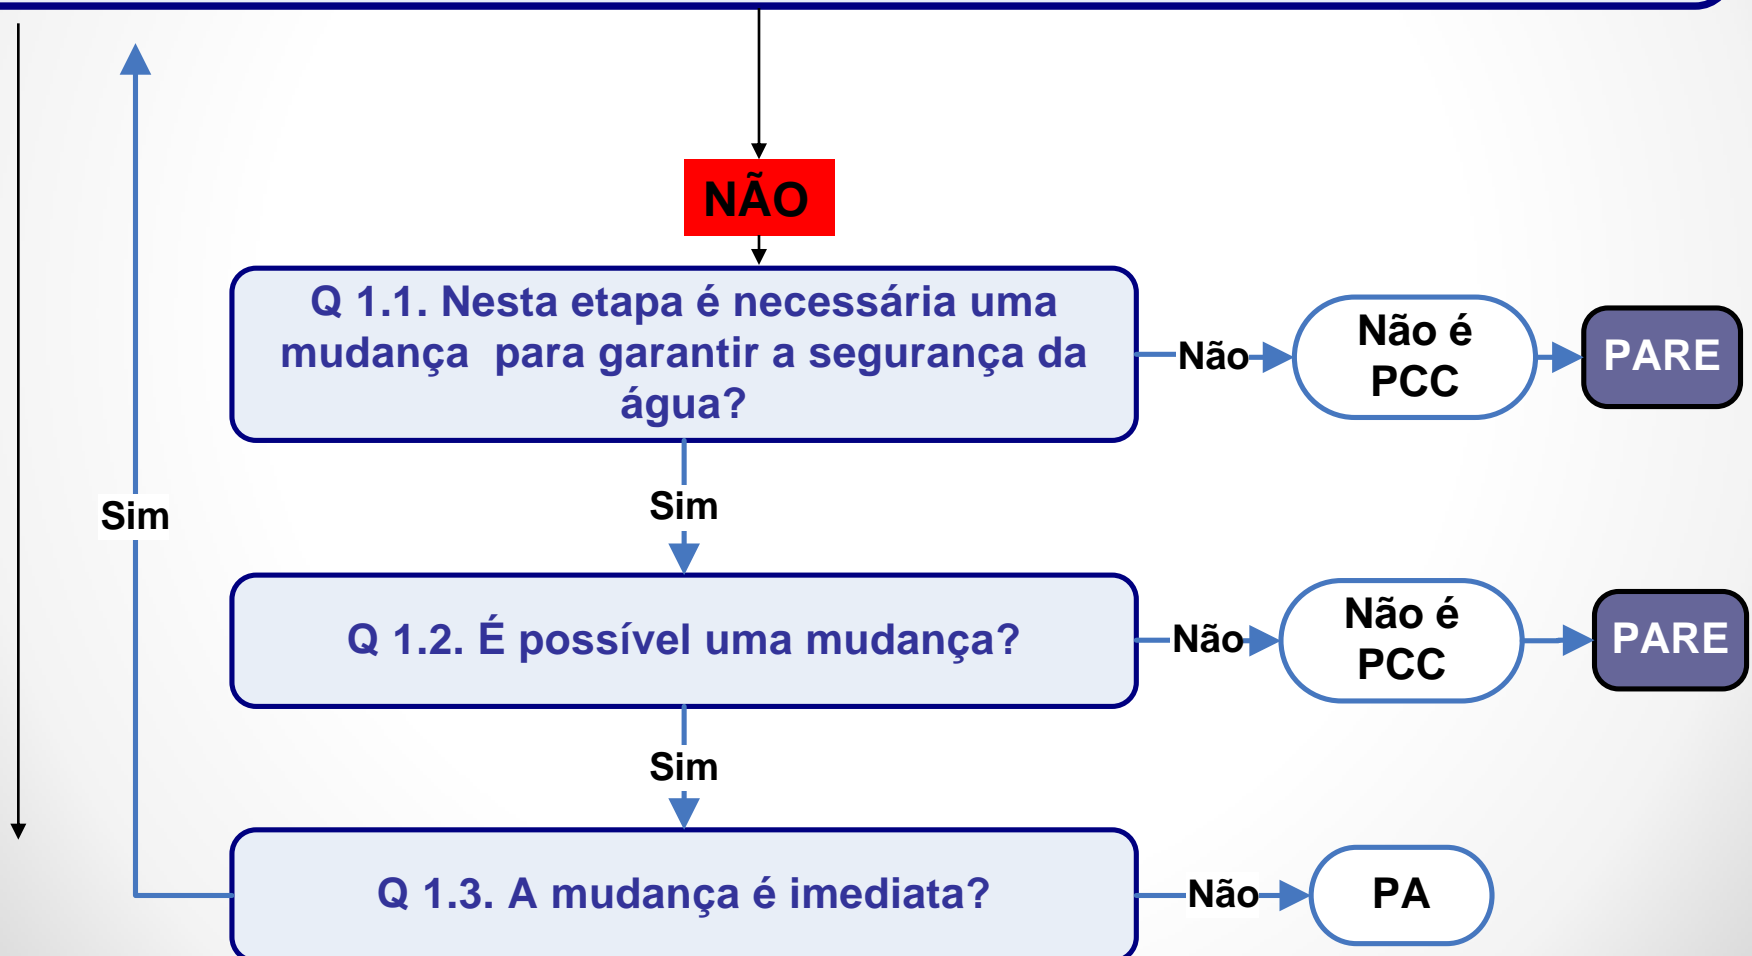 NÃO
Q 1.1. Nesta etapa é necessária uma
mudança para garantir a segurança da
água?
Não
Não é
PCC
PARE
Sim
Sim
Q 1.2. É possível uma mudança?
Não
Não é
PCC
PARE
Sim
Q 1.3. A mudança é imediata?
Não
PA